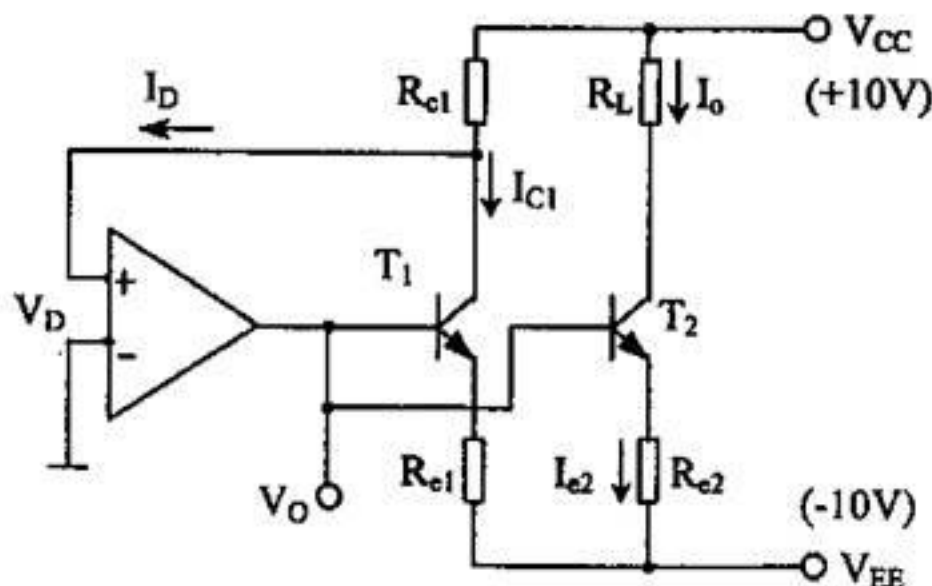 V_CC
I_D
R_c1
R_L
I_o
(+10V)
I_C1
T_1
+
V_D
T_2
-
R_e1
I_e2
R_e2
(-10V)
V_O
V_EE